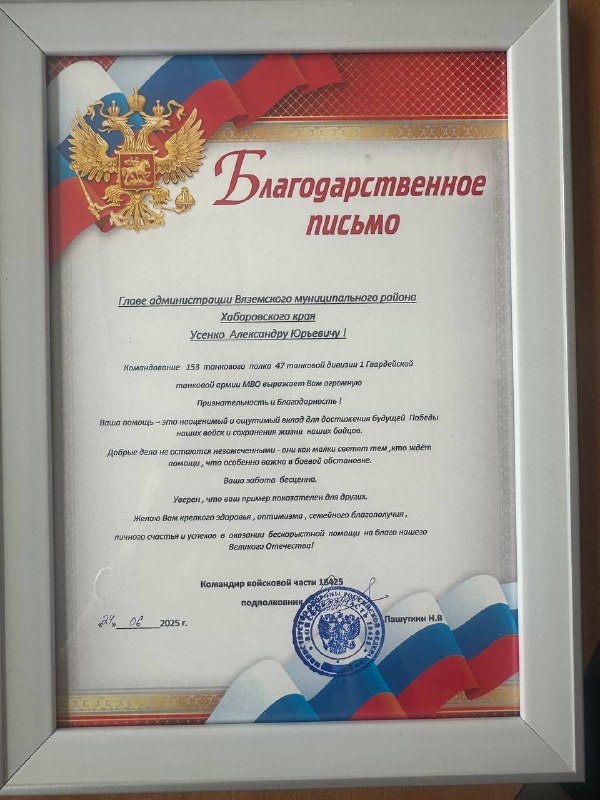 Благодарственное
письмо
Главе администрации Вяземского муниципального района
Хабаровского края
Усенко Александру Юрьевичу !
Командование 153 танкового полка 47 танковой дивизии 1 Гвардейской
танковой армии МВО выражает Вам огромную
Признательность и Благодарность !
Ваша помощь – это неоценимый и ощутимый вклад для достижения будущей Победы
наших войск и сохранения жизни наших бойцов.
Добрые дела не остаются незамеченными - они как маяки светят тем ,кто ждёт
помощи , что особенно важно в боевой обстановке.
Ваша забота бесценна.
Уверен , что ваш пример показателен для других.
Желаю Вам крепкого здоровья , оптимизма , семейного благополучия ,
личного счастья и успехов в оказании бескорыстной помощи на благо нашего
Великого Отечества!
Командир войсковой части 18425
подполковник
Пашуткин Н.В
«24» 06 2025 г.